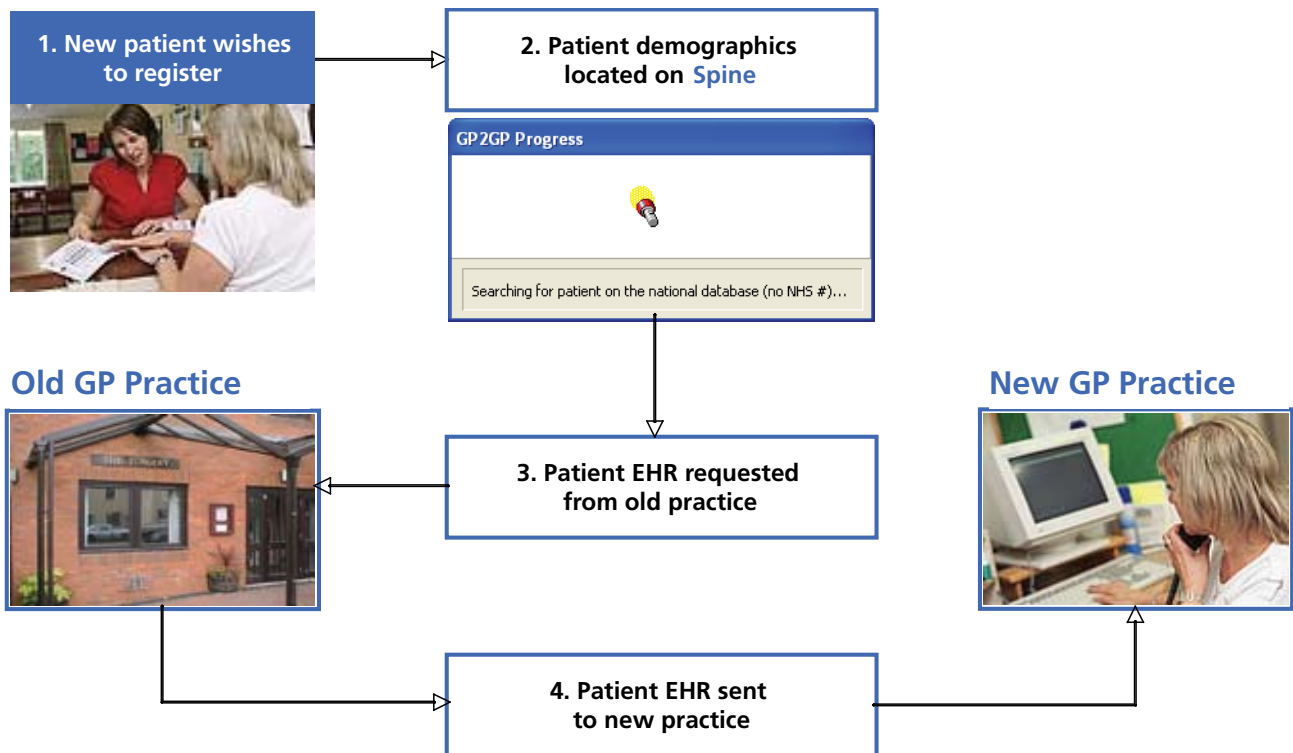 1. New patient wishes
to register
2. Patient demographics
located on Spine
GP2GP Progress
Searching for patient on the national database (no NHS #)...
Old GP Practice
New GP Practice
3. Patient EHR requested
from old practice
4. Patient EHR sent
to new practice